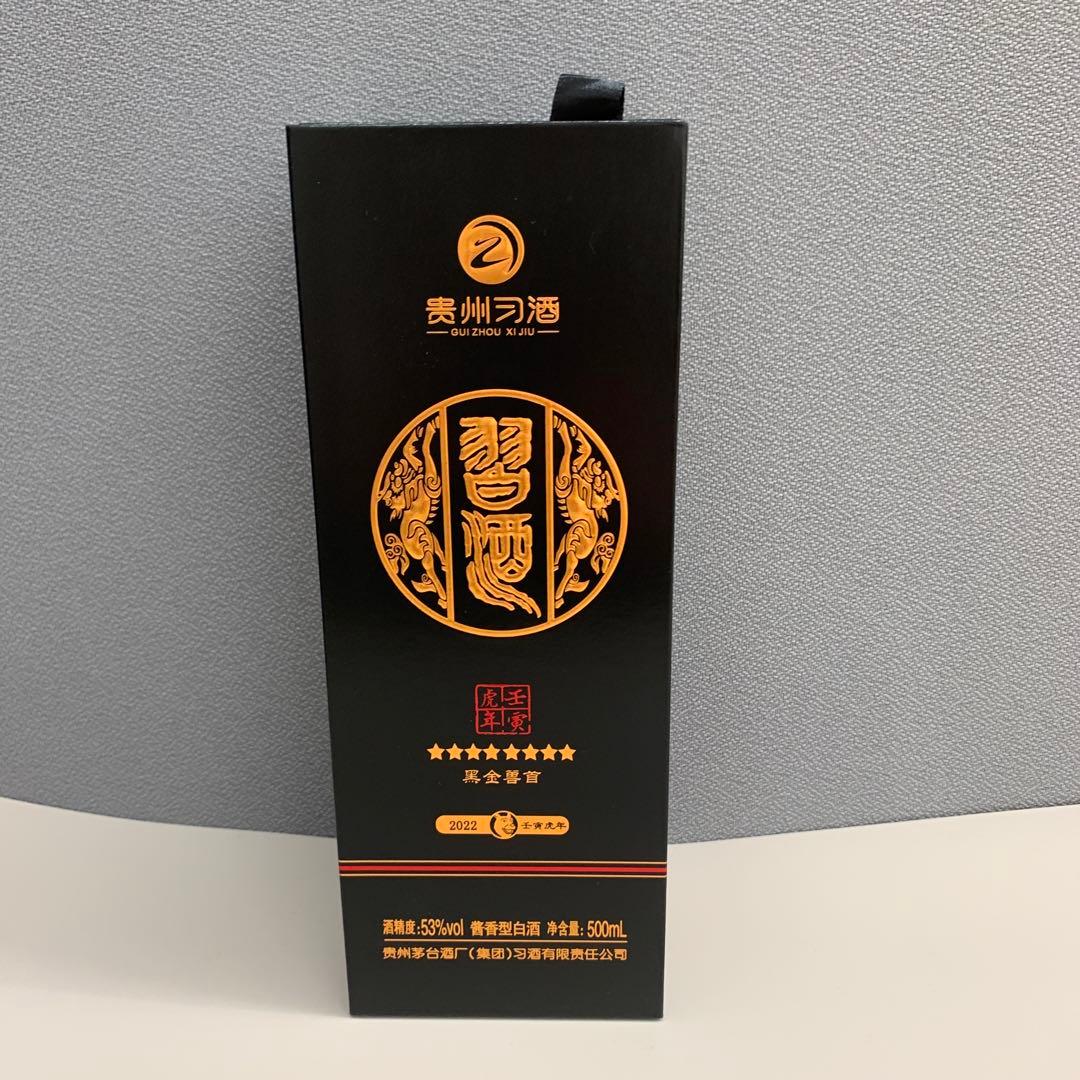 贵州习酒
GUI ZHOU XI JIU
習酒
壬寅
虎年
★★★★★★★★
黑金兽首
2022 壬寅虎年
酒精度:53%vol 酱香型白酒 净含量:500mL
贵州茅台酒厂(集团)习酒有限责任公司